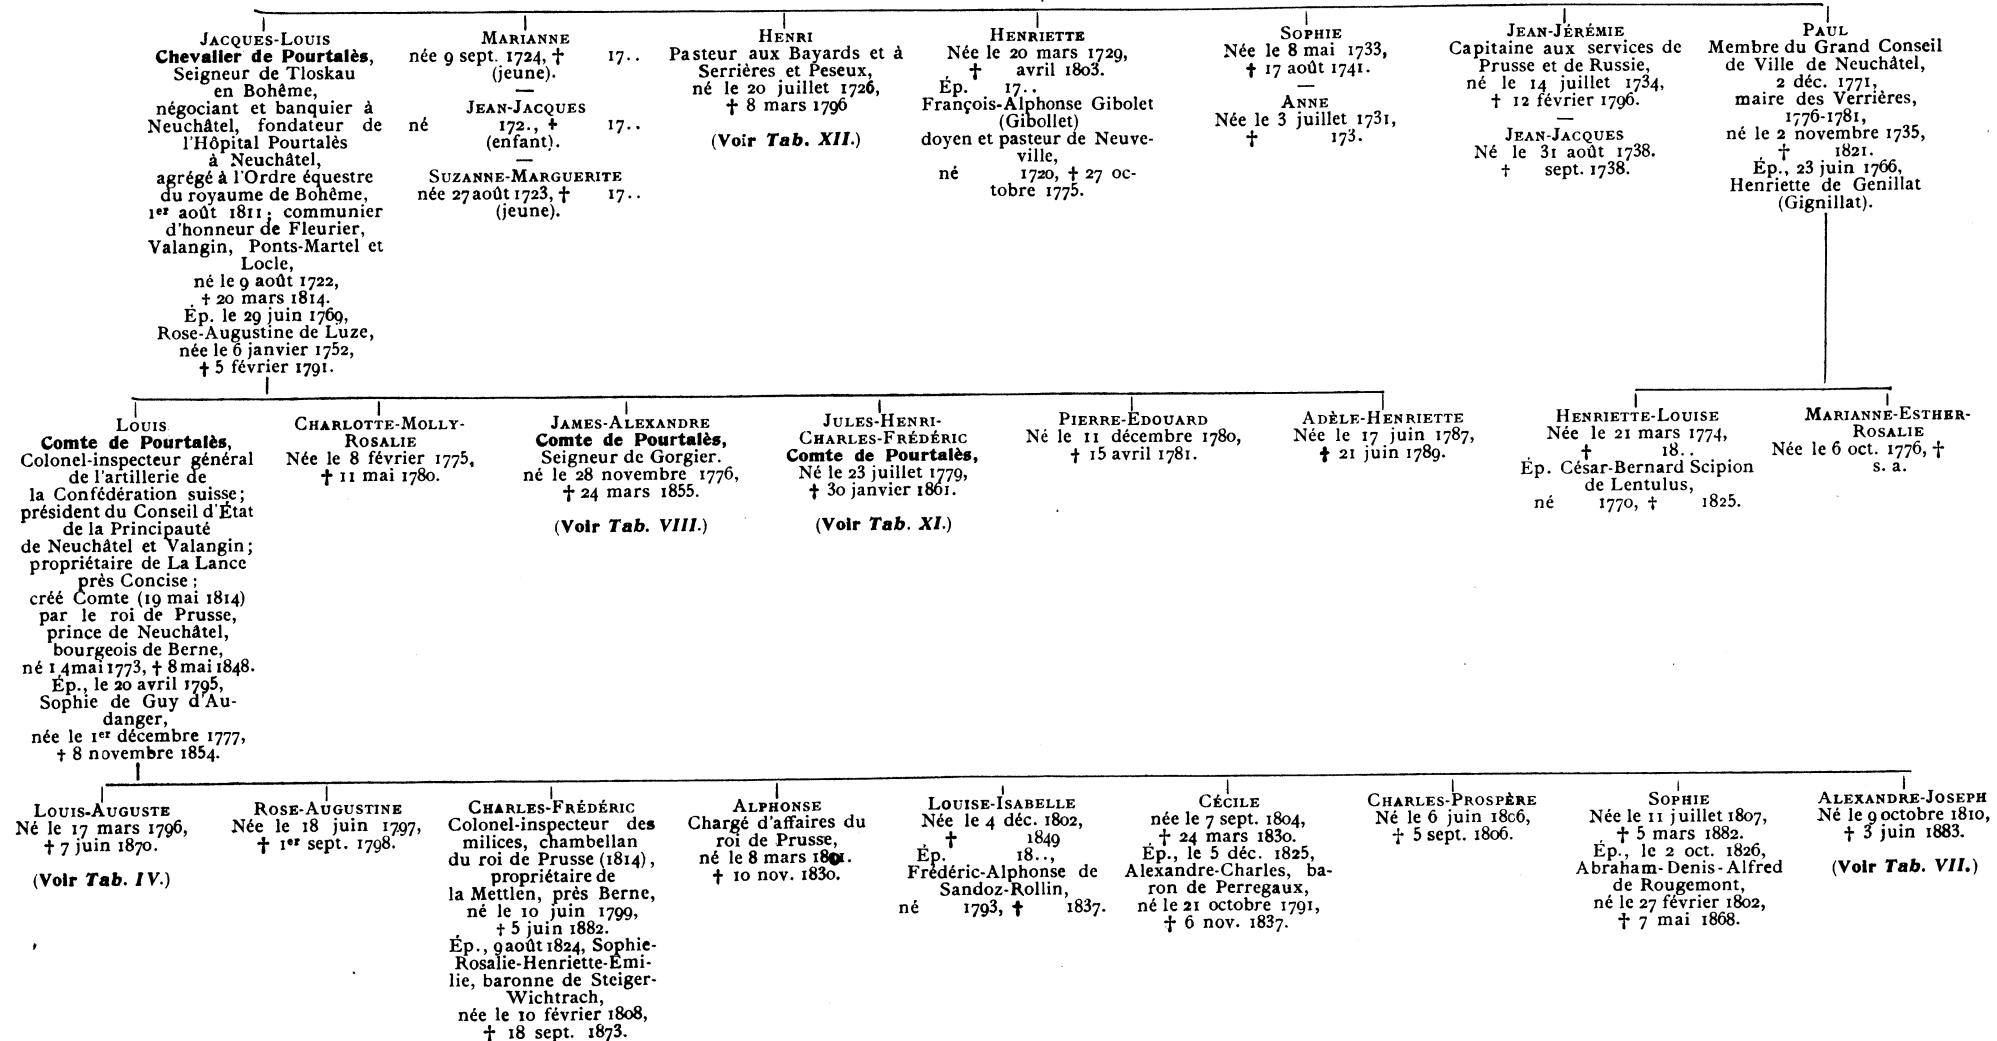 JACQUES-LOUIS
Chevalier de Pourtalès,
Seigneur de Tloskau
en Bohême,
négociant et banquier à
Neuchâtel, fondateur de
l'Hôpital Pourtalès
à Neuchâtel,
agrégé à l'Ordre équestre
du royaume de Bohême,
1er août 1811; communier
d'honneur de Fleurier,
Valangin, Ponts-Martel et
Locle,
né le 9 août 1722,
† 20 mars 1814.
Ép. le 29 juin 1769,
Rose-Augustine de Luze,
née le 6 janvier 1752,
† 5 février 1791.
MARIANNE
née 9 sept. 1724, † 17..
(jeune).
—
JEAN-JACQUES
né 172., † 17..
(enfant).
—
SUZANNE-MARGUERITE
née 27 août 1723, † 17..
(jeune).
HENRI
Pasteur aux Bayards et à
Serrières et Peseux,
né le 20 juillet 1726,
† 8 mars 1796
(Voir Tab. XII.)
HENRIETTE
Née le 20 mars 1729,
† avril 1803.
Ép. 17..
François-Alphonse Gibolet
(Gibollet)
doyen et pasteur de Neuve-
ville,
né 1720, † 27 oc-
tobre 1775.
SOPHIE
Née le 8 mai 1733,
† 17 août 1741.
—
ANNE
Née le 3 juillet 1731,
† 173.
JEAN-JÉRÉMIE
Capitaine aux services de
Prusse et de Russie,
né le 14 juillet 1734,
† 12 février 1796.
—
JEAN-JACQUES
Né le 31 août 1738.
† sept. 1738.
PAUL
Membre du Grand Conseil
de Ville de Neuchâtel,
2 déc. 1771,
maire des Verrières,
1776-1781,
né le 2 novembre 1735,
† 1821.
Ép., 23 juin 1766,
Henriette de Genillat
(Gignillat).
LOUIS
Comte de Pourtalès,
Colonel-inspecteur général
de l'artillerie de
la Confédération suisse;
président du Conseil d'État
de la Principauté
de Neuchâtel et Valangin;
propriétaire de La Lance
près Concise;
créé Comte (19 mai 1814)
par le roi de Prusse,
prince de Neuchâtel,
bourgeois de Berne,
né 14 mai 1773, † 8 mai 1848.
Ép., le 20 avril 1795,
Sophie de Guy d'Au-
danger,
née le 1er décembre 1777,
† 8 novembre 1854.
CHARLOTTE-MOLLY-
ROSALIE
Née le 8 février 1775,
† 11 mai 1780.
JAMES-ALEXANDRE
Comte de Pourtalès,
Seigneur de Gorgier.
né le 28 novembre 1776,
† 24 mars 1855.
(Voir Tab. VIII.)
JULES-HENRI-
CHARLES-FRÉDÉRIC
Comte de Pourtalès,
Né le 23 juillet 1779,
† 30 janvier 1861.
(Voir Tab. XI.)
PIERRE-EDOUARD
Né le 11 décembre 1780,
† 15 avril 1781.
ADÈLE-HENRIETTE
Née le 17 juin 1787,
† 21 juin 1789.
HENRIETTE-LOUISE
Née le 21 mars 1774,
† 18..
Ép. César-Bernard Scipion
de Lentulus,
né 1770, † 1825.
MARIANNE-ESTHER-
ROSALIE
Née le 6 oct. 1776, †
s. a.
LOUIS-AUGUSTE
Né le 17 mars 1796,
† 7 juin 1870.
(Voir Tab. IV.)
ROSE-AUGUSTINE
Née le 18 juin 1797,
† 1er sept. 1798.
CHARLES-FRÉDÉRIC
Colonel-inspecteur des
milices, chambellan
du roi de Prusse (1814),
propriétaire de
la Mettlen, près Berne,
né le 10 juin 1799,
† 5 juin 1882.
Ép., 9 août 1824, Sophie-
Rosalie-Henriette-Émi-
lie, baronne de Steiger-
Wichtrach,
née le 10 février 1808,
† 18 sept. 1873.
ALPHONSE
Chargé d'affaires du
roi de Prusse,
né le 8 mars 1801.
† 10 nov. 1830.
LOUISE-ISABELLE
Née le 4 déc. 1802,
† 1849
Ép. 18..,
Frédéric-Alphonse de
Sandoz-Rollin,
né 1793, † 1837.
CÉCILE
née le 7 sept. 1804,
† 24 mars 1830.
Ép., le 5 déc. 1825,
Alexandre-Charles, ba-
ron de Perregaux,
né le 21 octobre 1791,
† 6 nov. 1837.
CHARLES-PROSPÈRE
Né le 6 juin 1806,
† 5 sept. 1806.
SOPHIE
Née le 11 juillet 1807,
† 5 mars 1882.
Ép., le 2 oct. 1826,
Abraham-Denis-Alfred
de Rougemont,
né le 27 février 1802,
† 7 mai 1868.
ALEXANDRE-JOSEPH
Né le 9 octobre 1810,
† 3 juin 1883.
(Voir Tab. VII.)